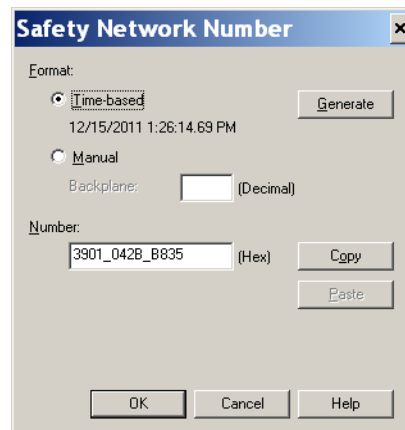 Safety Network Number
Format:
Time-based
Generate
12/15/2011 1:26:14.69 PM
Manual
Backplane:
(Decimal)
Number:
3901_042B_B835
(Hex)
Copy
Paste
OK
Cancel
Help